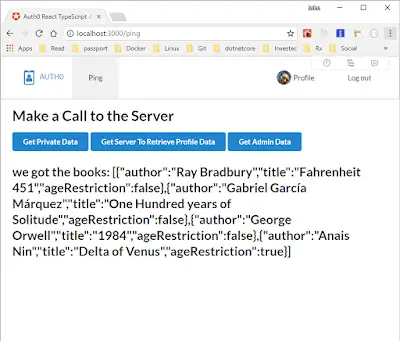 Auth0 React TypeScript
localhost:3000/ping
Apps Read passport Docker Linux Git dotnetcore Investec Rx Social
AUTH0 Ping Profile Log out
Make a Call to the Server
Get Private Data Get Server To Retrieve Profile Data Get Admin Data
we got the books: [{"author":"Ray Bradbury","title":"Fahrenheit
451","ageRestriction":false},{"author":"Gabriel García
Márquez","title":"One Hundred years of
Solitude","ageRestriction":false},{"author":"George
Orwell","title":"1984","ageRestriction":false},{"author":"Anais
Nin","title":"Delta of Venus","ageRestriction":true}]